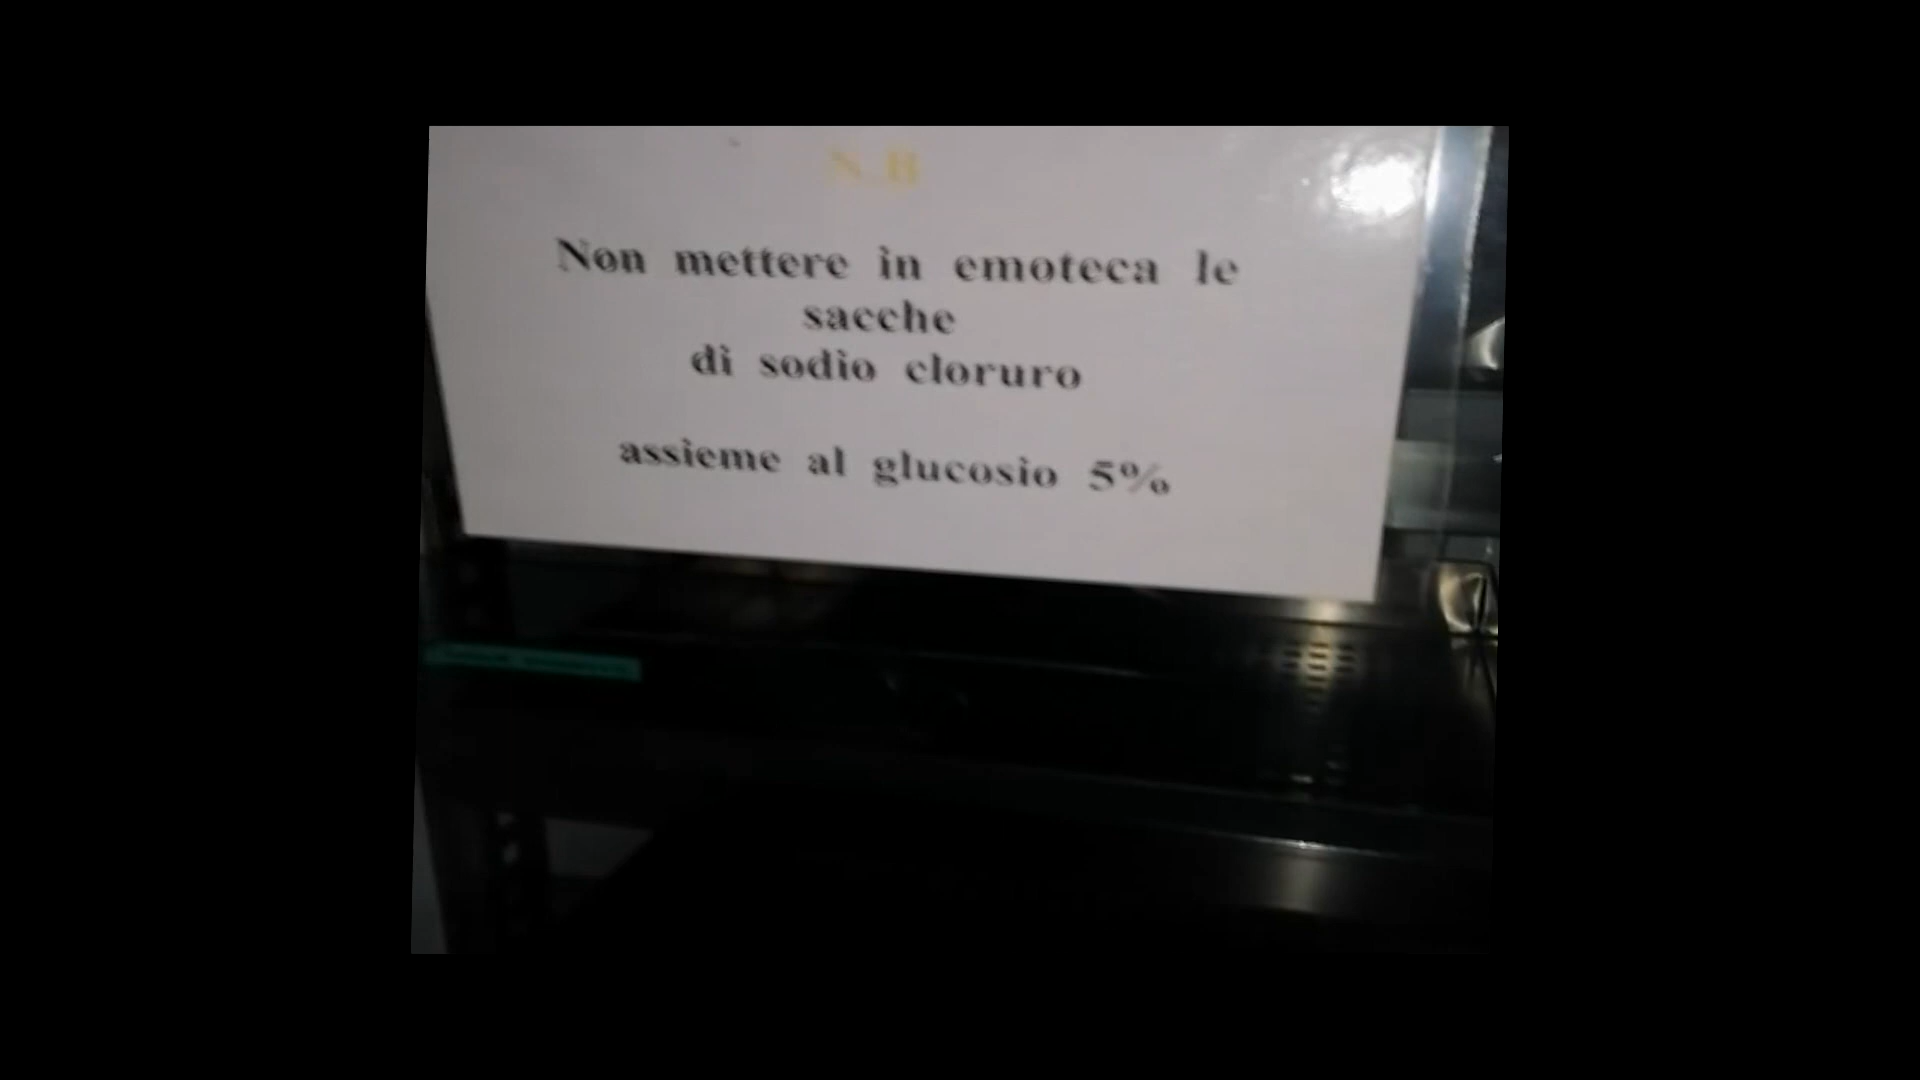 N.B
Non mettere in emoteca le
sacche
di sodio cloruro
assieme al glucosio 5%